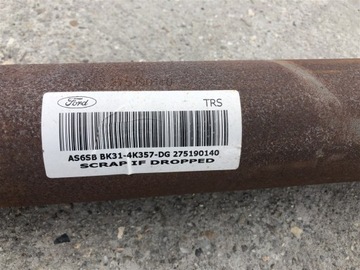 Ford
TRS
AS6SB BK31-4K357-DG 275190140
SCRAP IF DROPPED